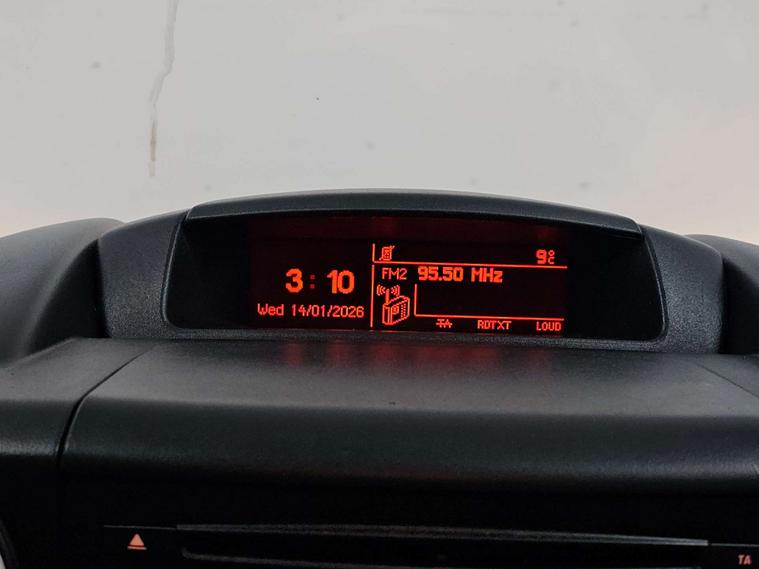 9°C
3:10
FM2 95.50 MHz
Wed 14/01/2026
TA RDTXT LOUD
TA